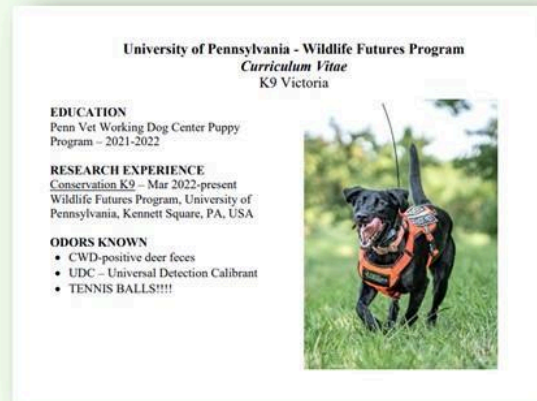 University of Pennsylvania - Wildlife Futures Program
Curriculum Vitae
K9 Victoria
EDUCATION
Penn Vet Working Dog Center Puppy
Program – 2021-2022
RESEARCH EXPERIENCE
Conservation K9 – Mar 2022-present
Wildlife Futures Program, University of
Pennsylvania, Kennett Square, PA, USA
ODORS KNOWN
• CWD-positive deer feces
• UDC – Universal Detection Calibrant
• TENNIS BALLS!!!!